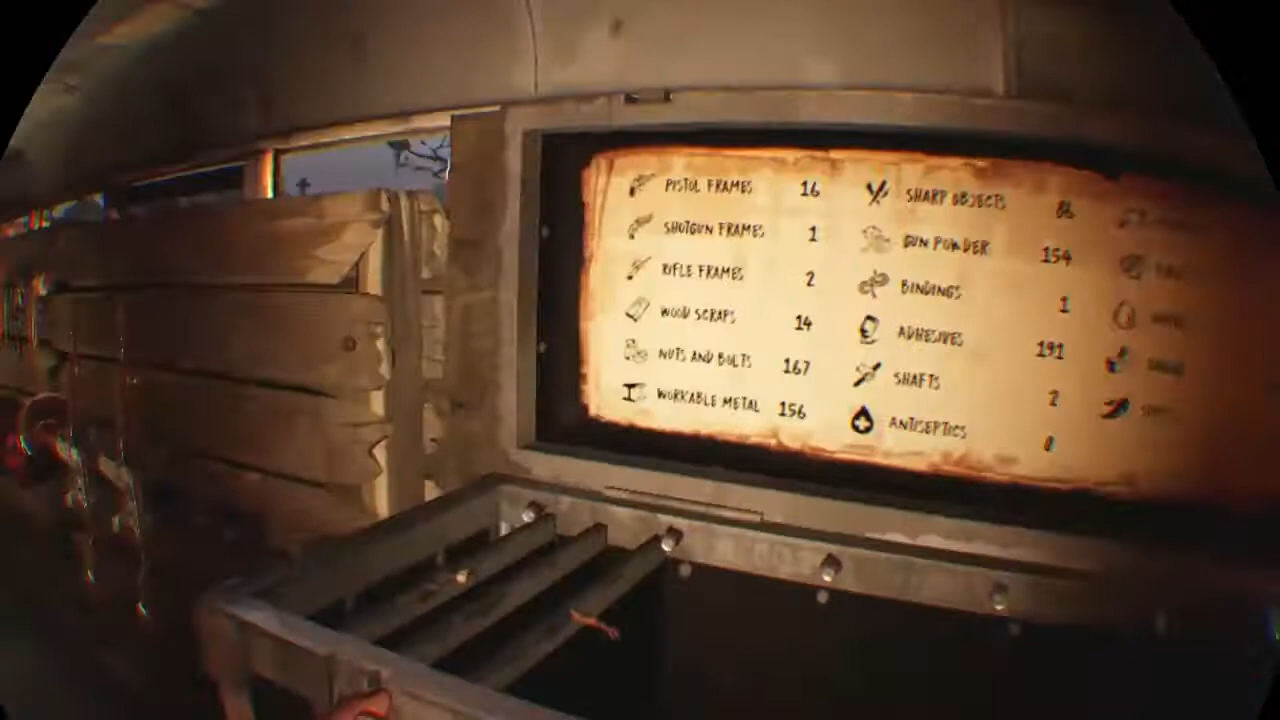 PISTOL FRAMES 16
SHOTGUN FRAMES 1
RIFLE FRAMES 2
WOOD SCRAPS 14
NUTS AND BOLTS 167
WORKABLE METAL 156
SHARP OBJECTS 86
GUN POWDER 154
BINDINGS 1
ADHESIVES 191
SHAFTS 2
ANTISEPTICS